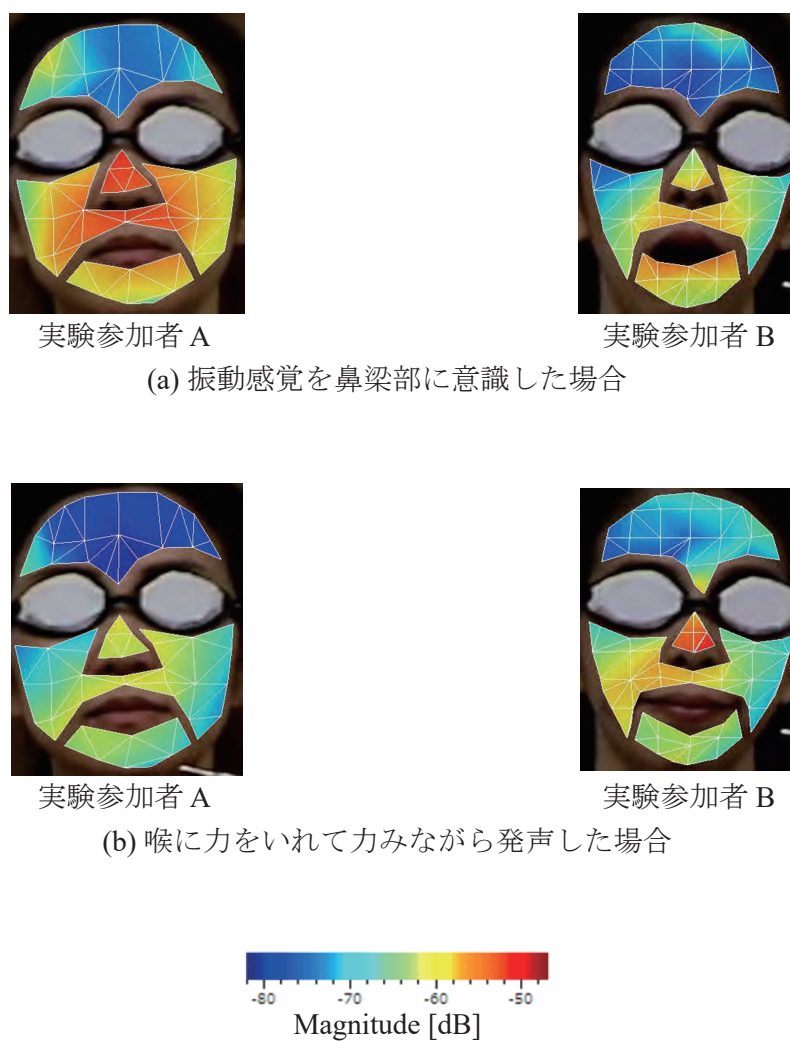 実験参加者 A
実験参加者 B
(a) 振動感覚を鼻梁部に意識した場合
実験参加者 A
実験参加者 B
(b) 喉に力をいれて力みながら発声した場合
-80 -70 -60 -50
Magnitude [dB]